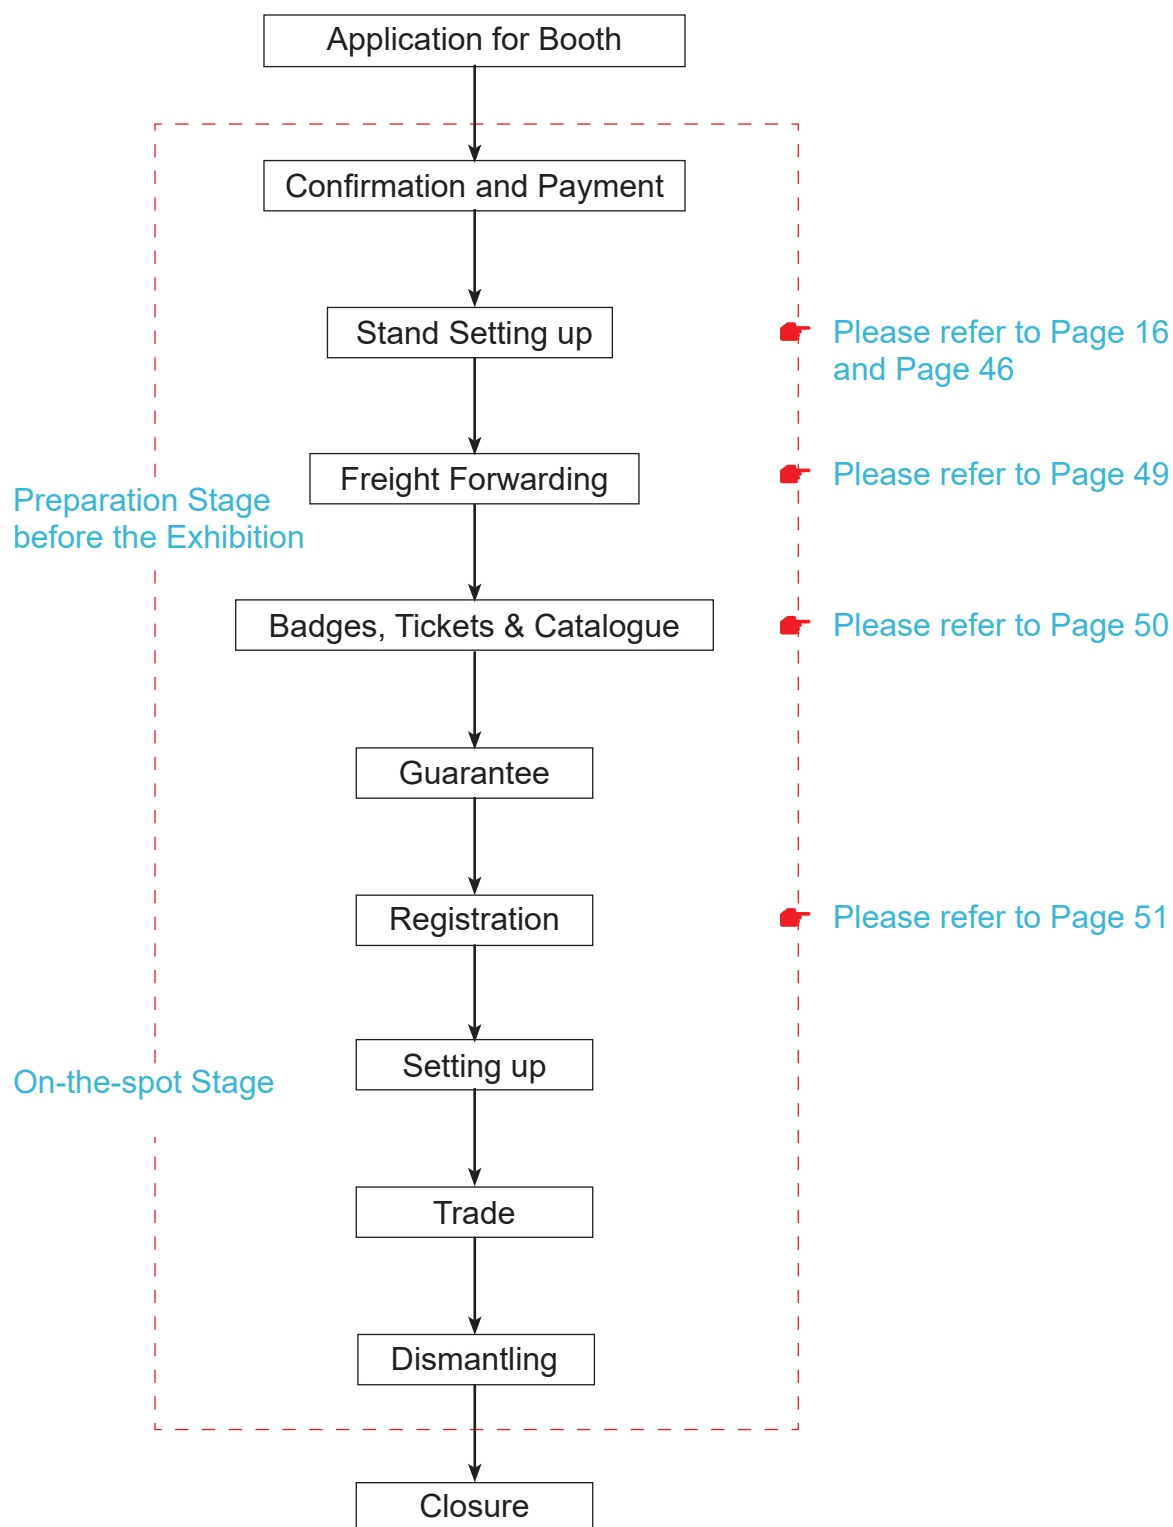 Application for Booth
Confirmation and Payment
Stand Setting up
Please refer to Page 16
and Page 46
Freight Forwarding
Please refer to Page 49
Preparation Stage
before the Exhibition
Badges, Tickets & Catalogue
Please refer to Page 50
Guarantee
Registration
Please refer to Page 51
Setting up
On-the-spot Stage
Trade
Dismantling
Closure